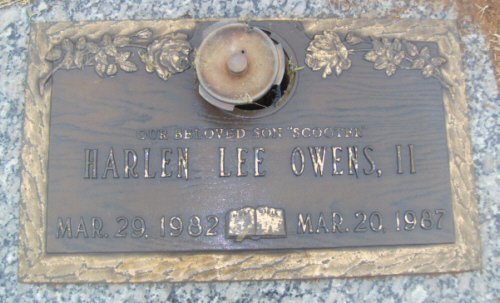 OUR BELOVED SON "SCOOTER"
HARLEN LEE OWENS, II
MAR. 29, 1982 MAR. 20, 1987